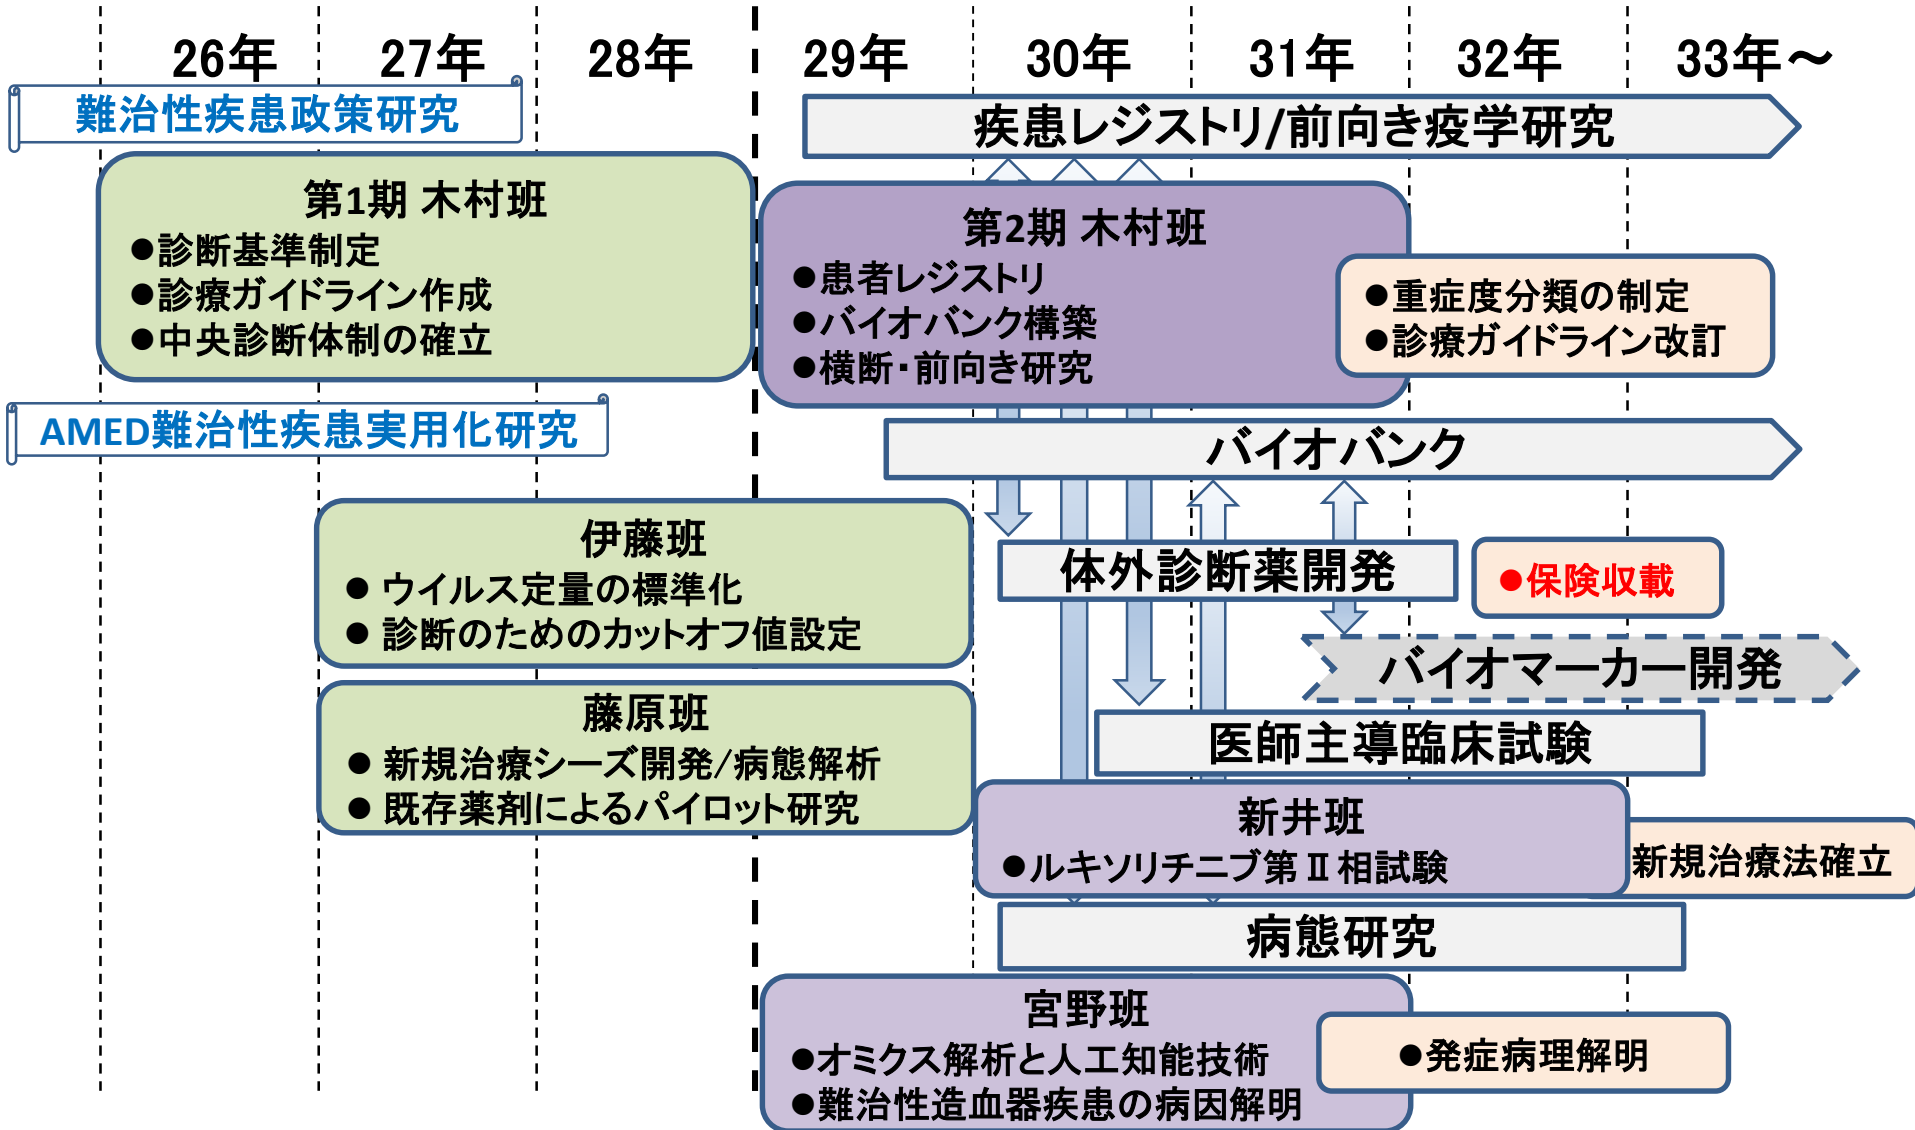 26年 27年 28年 29年 30年 31年 32年 33年～
難治性疾患政策研究
疾患レジストリ/前向き疫学研究
第1期 木村班
●診断基準制定
●診療ガイドライン作成
●中央診断体制の確立
第2期 木村班
●患者レジストリ
●バイオバンク構築
●横断・前向き研究
●重症度分類の制定
●診療ガイドライン改訂
AMED難治性疾患実用化研究
バイオバンク
伊藤班
● ウイルス定量の標準化
● 診断のためのカットオフ値設定
体外診断薬開発
●保険収載
バイオマーカー開発
藤原班
● 新規治療シーズ開発/病態解析
● 既存薬剤によるパイロット研究
医師主導臨床試験
新井班
●ルキソリチニブ第Ⅱ相試験
新規治療法確立
病態研究
宮野班
●オミクス解析と人工知能技術
●難治性造血器疾患の病因解明
●発症病理解明